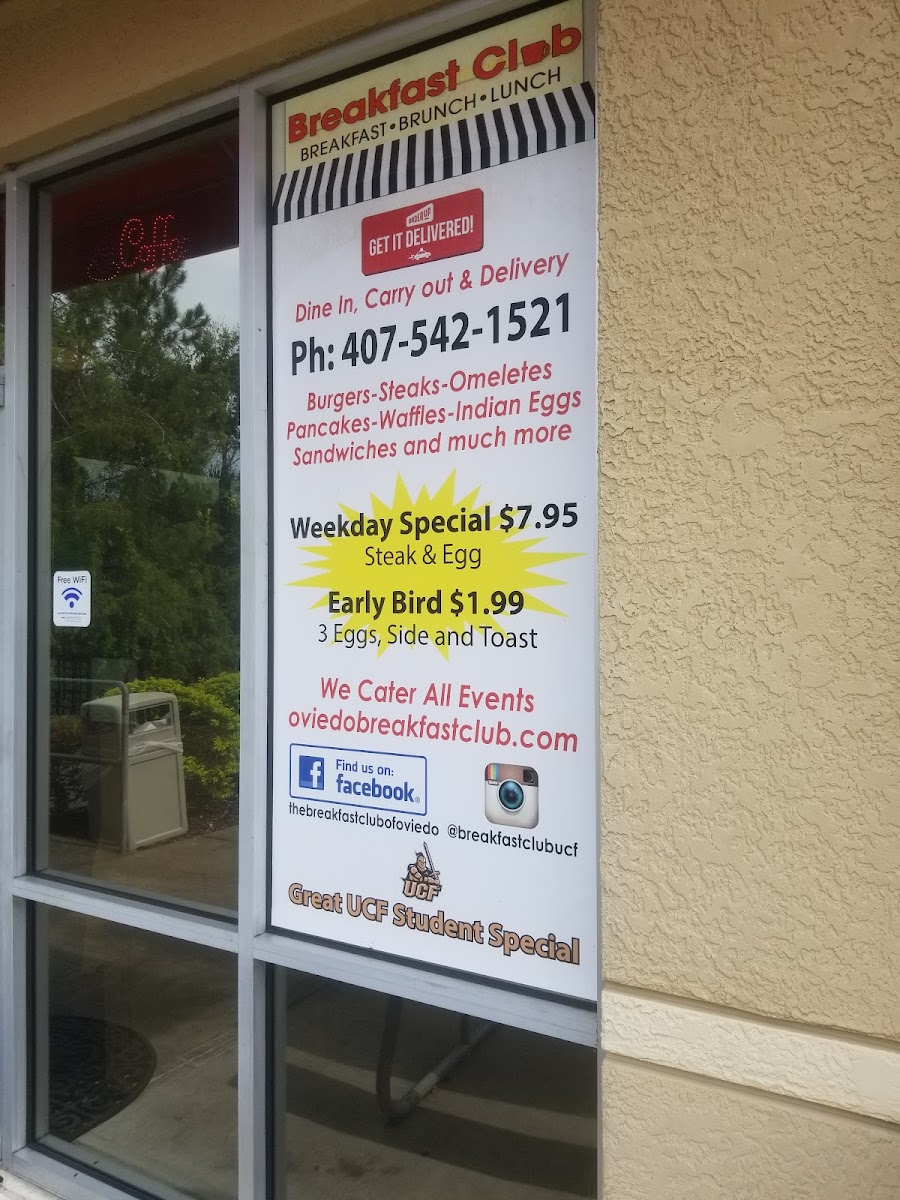 Breakfast Club
BREAKFAST • BRUNCH • LUNCH
ORDER UP
GET IT DELIVERED!
Coffe
Dine In, Carry out & Delivery
Ph: 407-542-1521
Burgers-Steaks-Omeletes
Pancakes-Waffles-Indian Eggs
Sandwiches and much more
Weekday Special $7.95
Steak & Egg
Early Bird $1.99
3 Eggs, Side and Toast
Free WiFi
We Cater All Events
oviedobreakfastclub.com
Find us on:
facebook®
thebreakfastclubofoviedo @breakfastclubucf
UCF
Great UCF Student Special